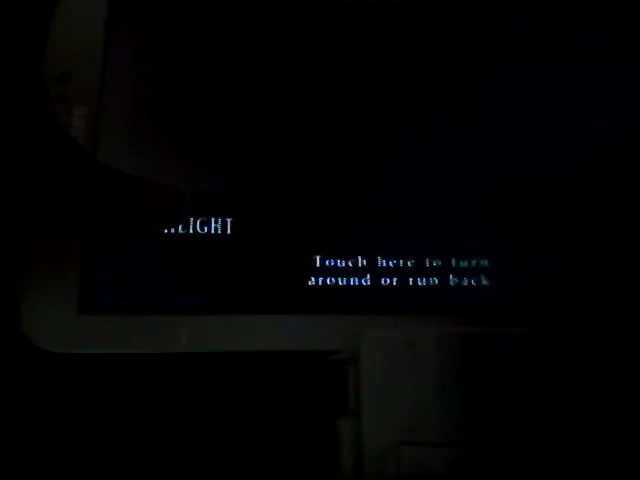 LIGHT
Touch here to turn
around or run back.